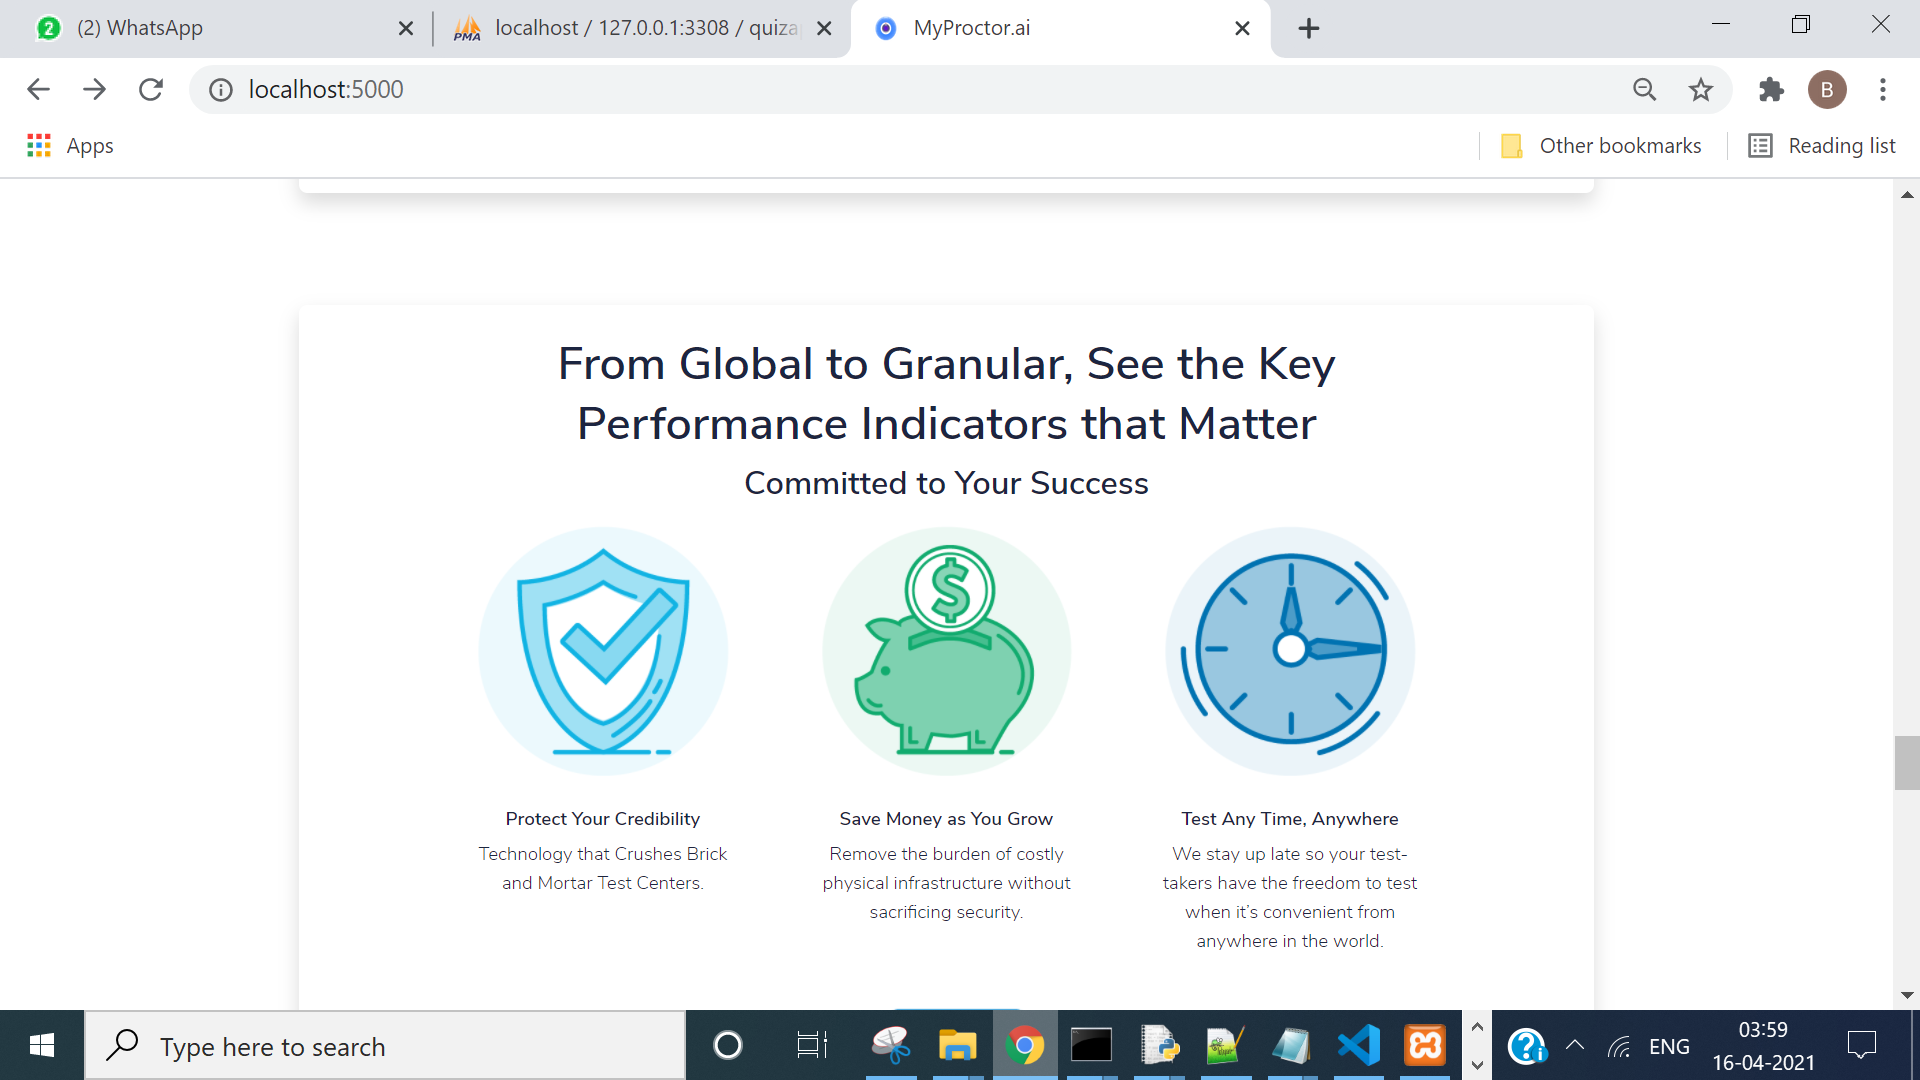 2
(2) WhatsApp
PMA
localhost / 127.0.0.1:3308 / quiza
MyProctor.ai
localhost:5000
B
Apps
Other bookmarks
Reading list
From Global to Granular, See the Key
Performance Indicators that Matter
Committed to Your Success
$
Protect Your Credibility
Technology that Crushes Brick
and Mortar Test Centers.
Save Money as You Grow
Remove the burden of costly
physical infrastructure without
sacrificing security.
Test Any Time, Anywhere
We stay up late so your test-
takers have the freedom to test
when it’s convenient from
anywhere in the world.
Type here to search
ENG
03:59
16-04-2021